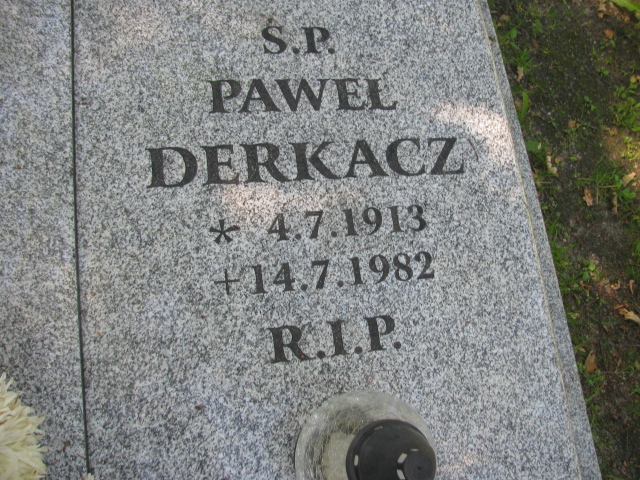 S.P.
PAWEŁ
DERKACZ
* 4.7.1913
+14.7.1982
R.I.P.